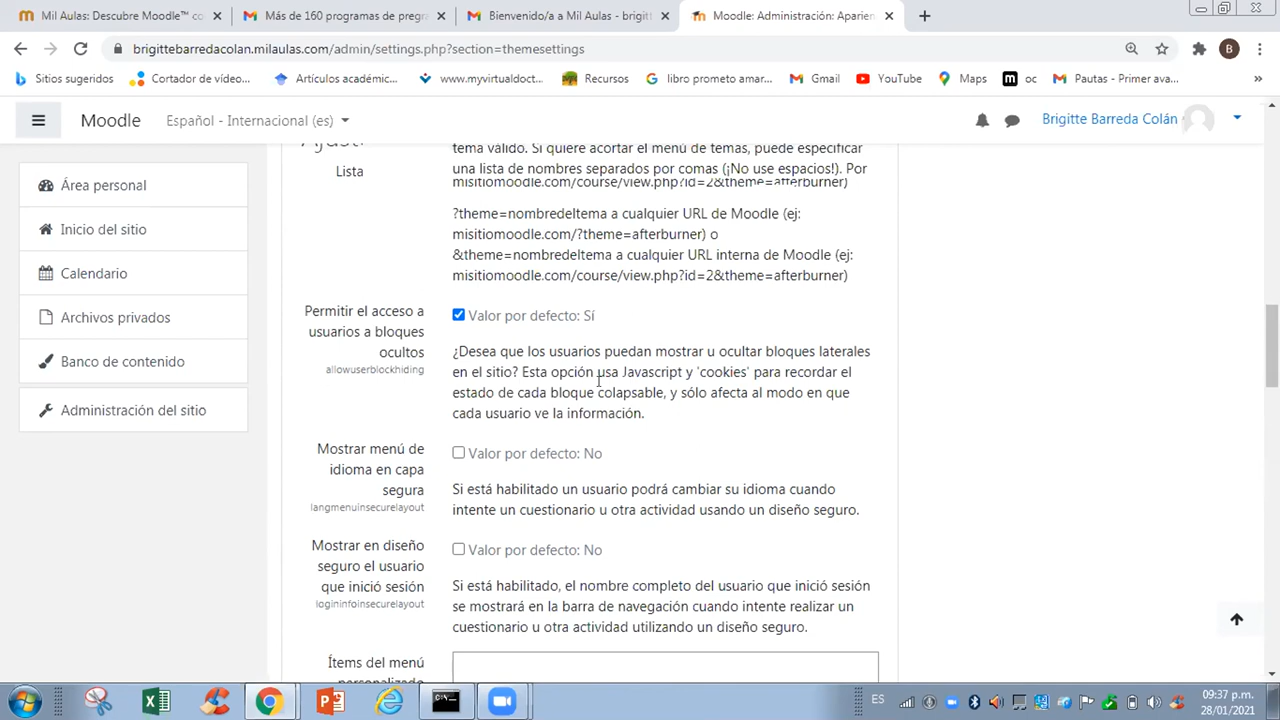 Mil Aulas: Descubre Moodle™ co
Más de 160 programas de pregr
Bienvenido/a a Mil Aulas - brigitt
Moodle: Administración: Aparien
brigittebarredacolan.milaulas.com/admin/settings.php?section=themesettings
B
Sitios sugeridos
Cortador de vídeo...
Artículos académic...
www.myvirtualdoct...
Recursos
libro prometo amar...
Gmail
YouTube
Maps
oc
Pautas - Primer ava...
»
Moodle
Español - Internacional (es)
Brigitte Barreda Colán
Área personal
Inicio del sitio
Calendario
Archivos privados
Banco de contenido
Administración del sitio
Lista
tema válido. Si quiere acortar el menú de temas, puede especificar
una lista de nombres separados por comas (¡No use espacios!). Por
misitiomoodle.com/course/view.php?id=2&theme=afterburner)
?theme=nombredeltema a cualquier URL de Moodle (ej:
misitiomoodle.com/?theme=afterburner) o
&theme=nombredeltema a cualquier URL interna de Moodle (ej:
misitiomoodle.com/course/view.php?id=2&theme=afterburner)
Permitir el acceso a
usuarios a bloques
ocultos
allowuserblockhiding
Valor por defecto: Sí
¿Desea que los usuarios puedan mostrar u ocultar bloques laterales
en el sitio? Esta opción usa Javascript y 'cookies' para recordar el
estado de cada bloque colapsable, y sólo afecta al modo en que
cada usuario ve la información.
Mostrar menú de
idioma en capa
segura
langmenuinsecurelayout
Valor por defecto: No
Si está habilitado un usuario podrá cambiar su idioma cuando
intente un cuestionario u otra actividad usando un diseño seguro.
Mostrar en diseño
seguro el usuario
que inició sesión
logininfoinsecurelayout
Valor por defecto: No
Si está habilitado, el nombre completo del usuario que inició sesión
se mostrará en la barra de navegación cuando intente realizar un
cuestionario u otra actividad utilizando un diseño seguro.
Ítems del menú
personalizado
ES
09:37 p.m.
28/01/2021